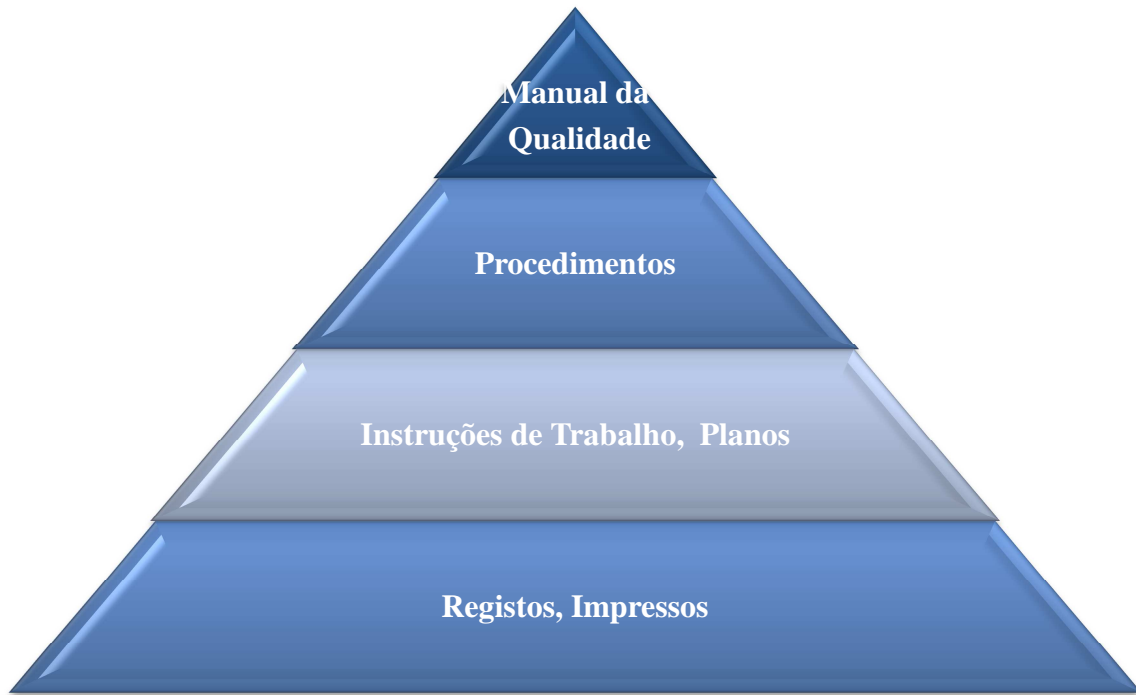 Manual da
Qualidade
Procedimentos
Instruções de Trabalho, Planos
Registos, Impressos